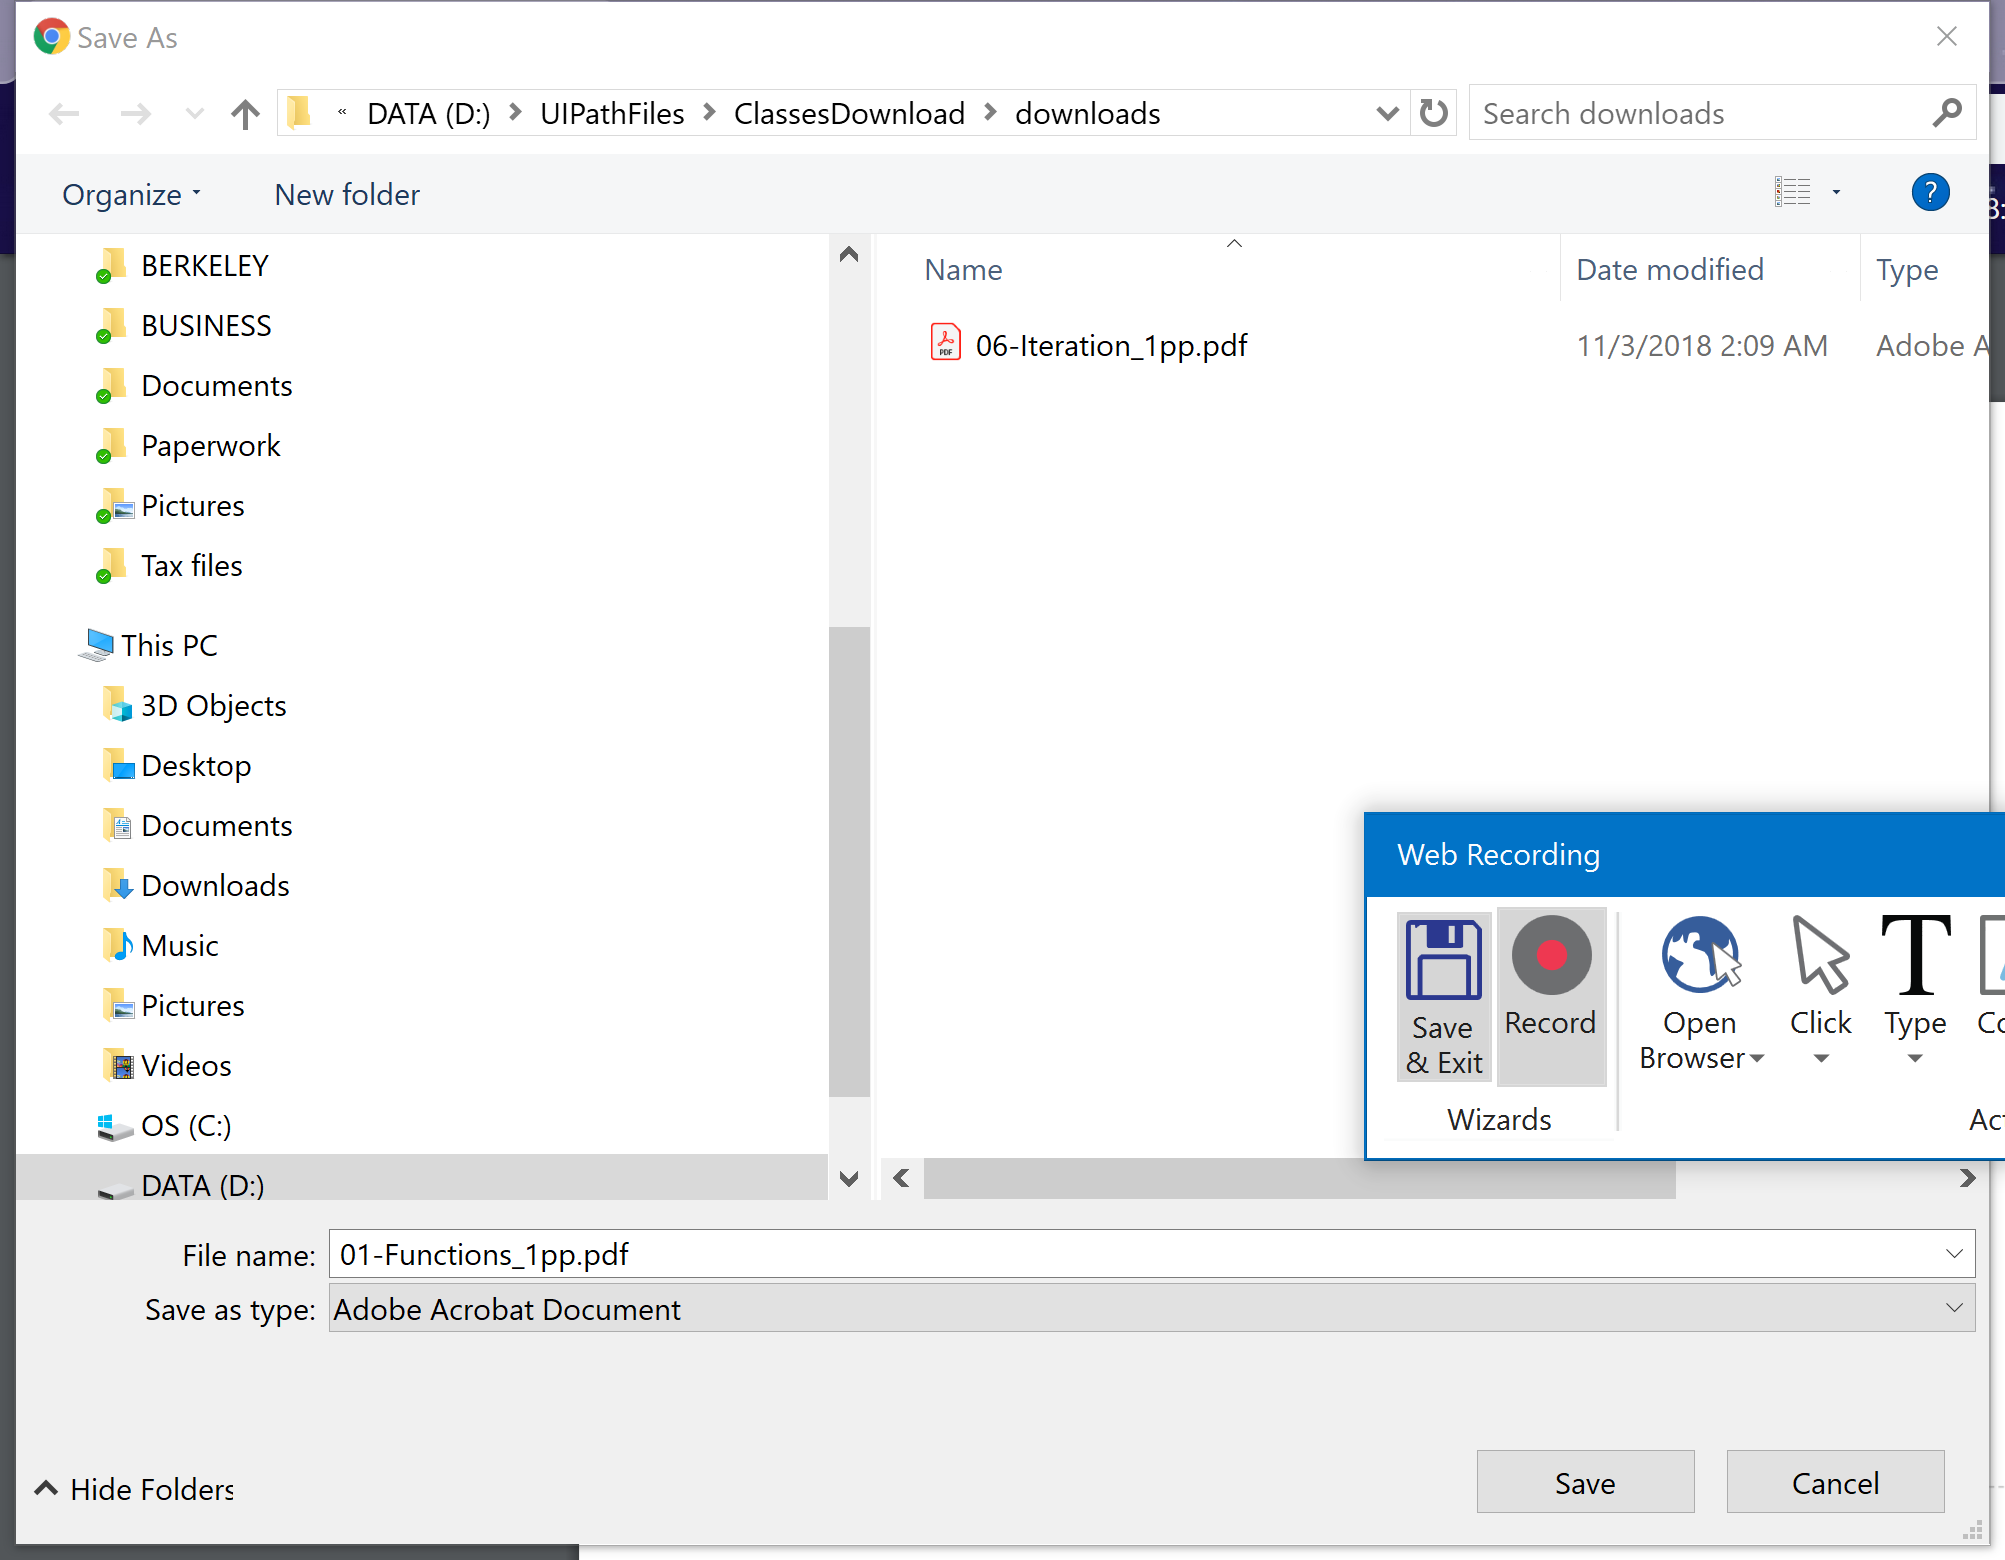 Save As
« DATA (D:) > UIPathFiles > ClassesDownload > downloads
Search downloads
Organize
New folder
?
8:
BERKELEY
BUSINESS
Documents
Paperwork
Pictures
Tax files
This PC
3D Objects
Desktop
Documents
Downloads
Music
Pictures
Videos
OS (C:)
DATA (D:)
Name
Date modified
Type
PDF
06-Iteration_1pp.pdf
11/3/2018 2:09 AM
Adobe A
Web Recording
Save
& Exit
Record
Wizards
Open
Browser
Click
T
Type
Co
Act
File name:
01-Functions_1pp.pdf
Save as type:
Adobe Acrobat Document
Hide Folders
Save
Cancel